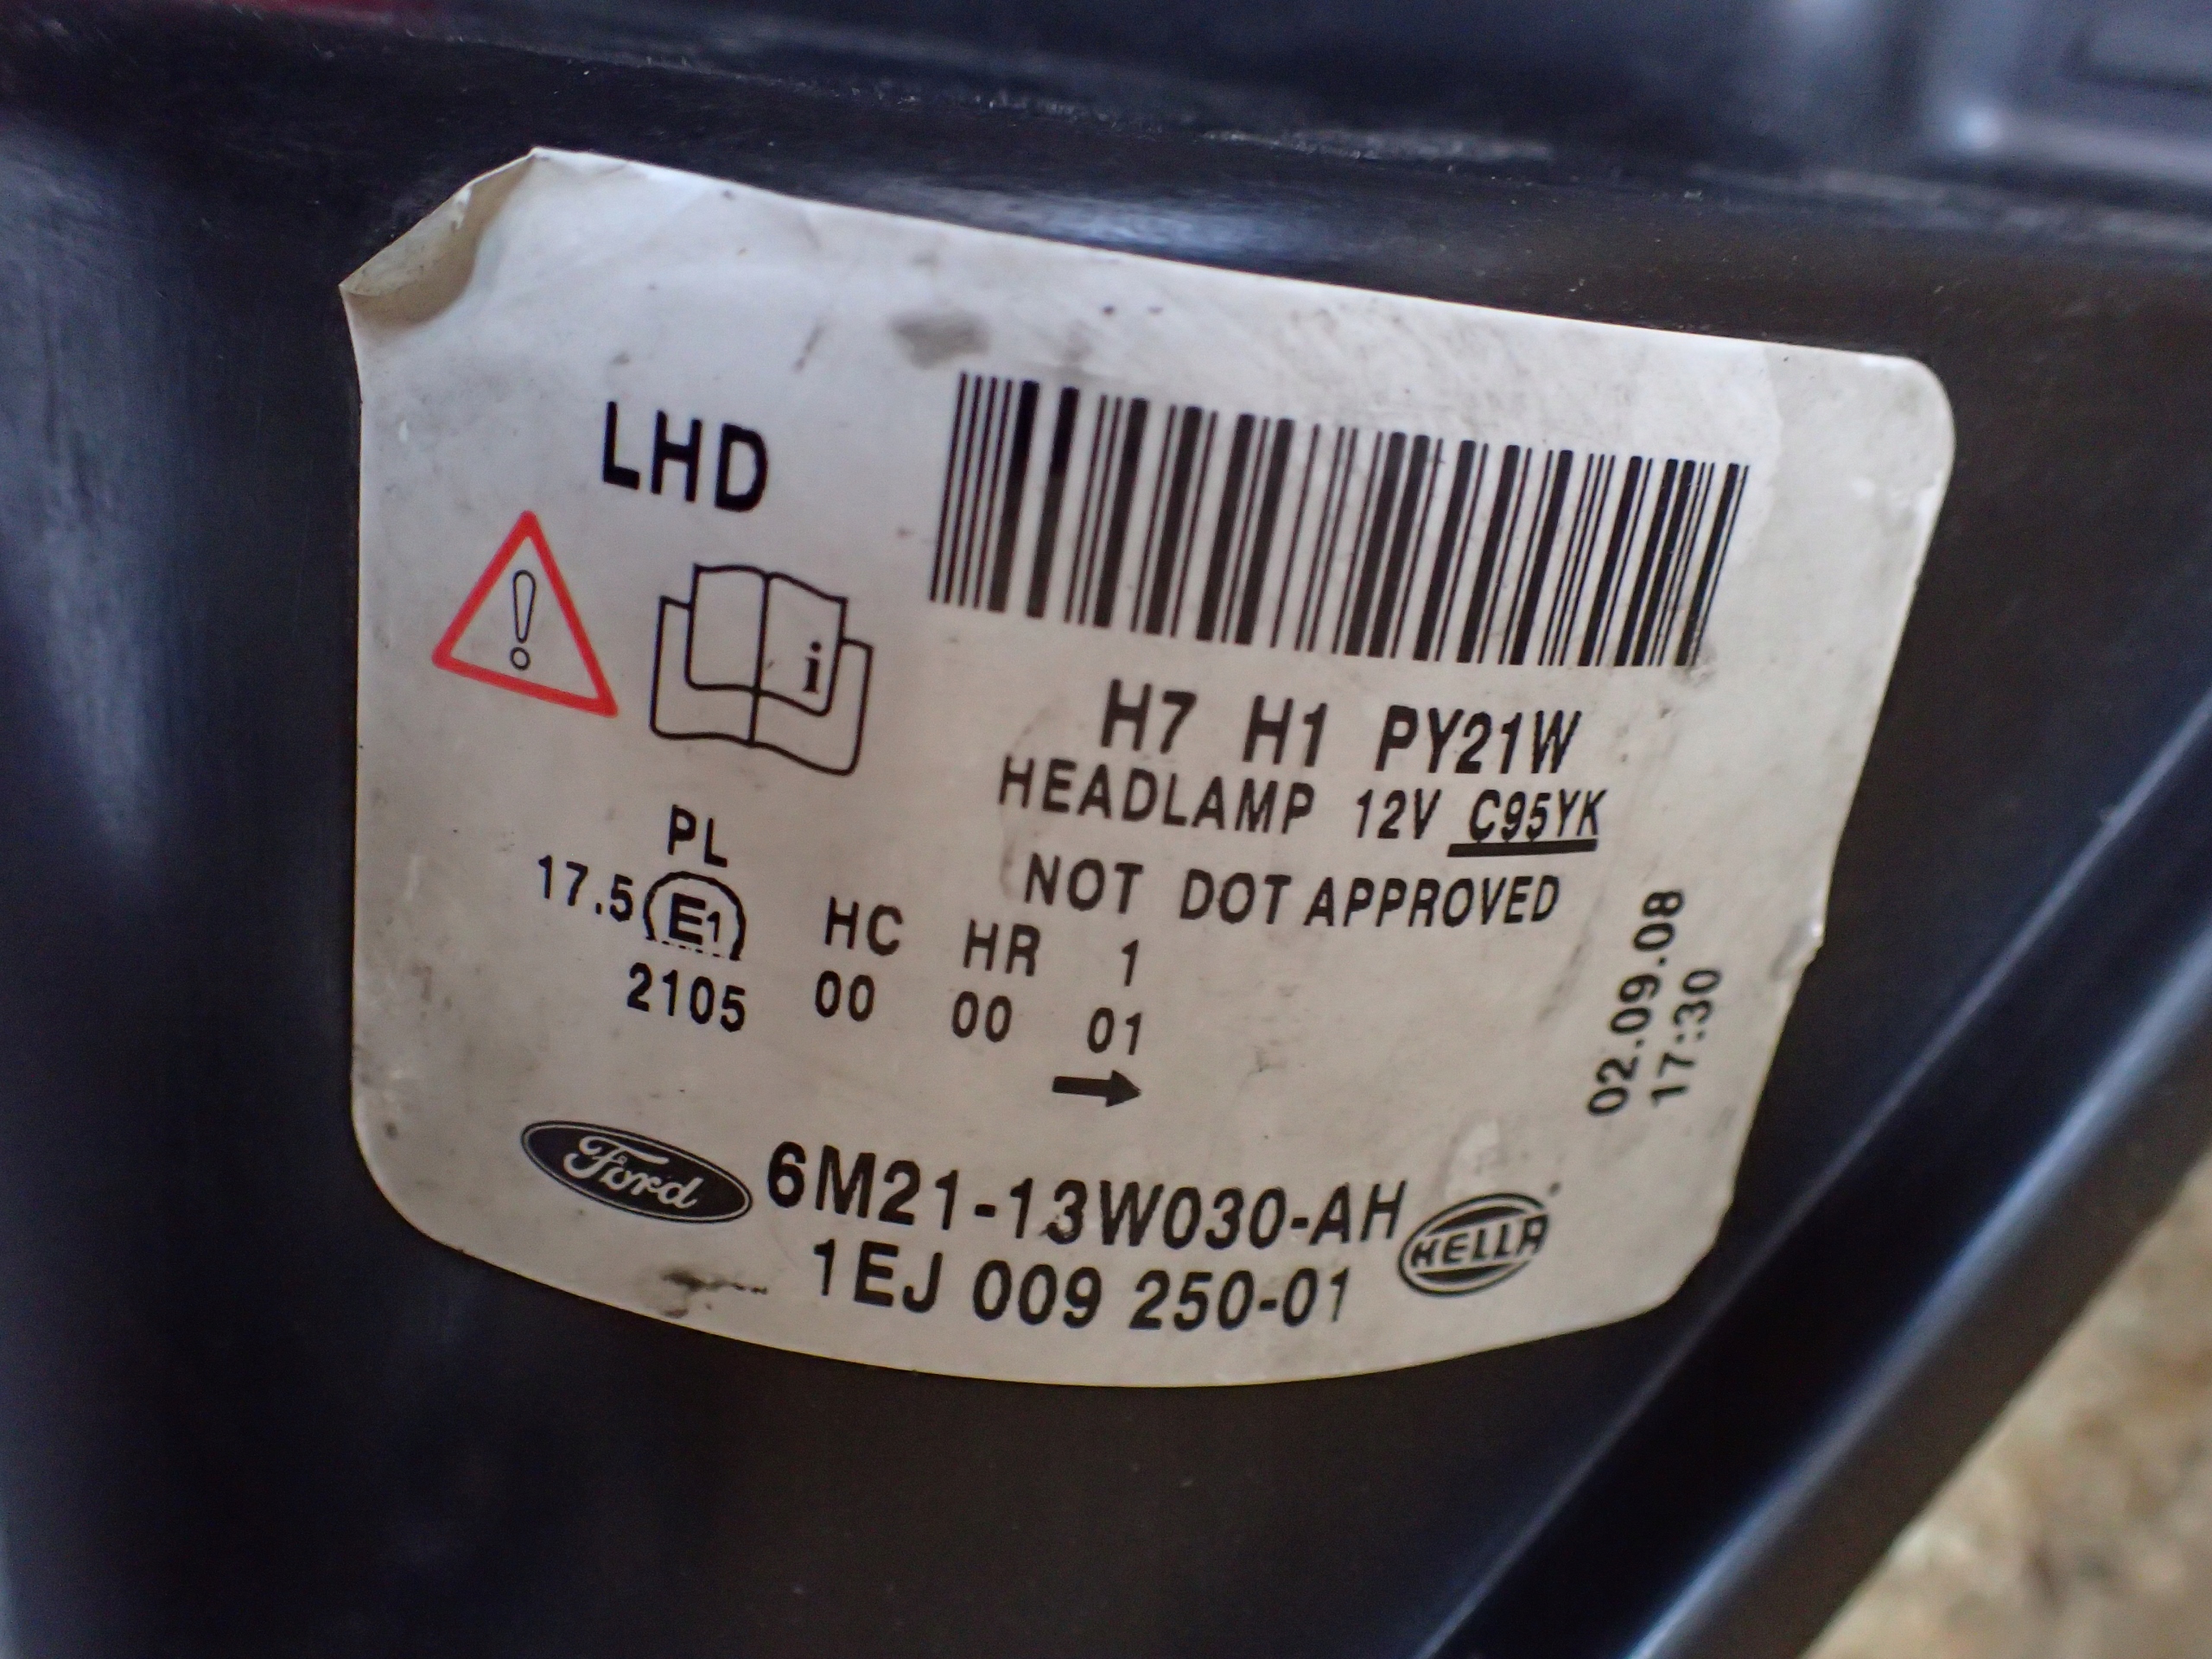 LHD
i
H7 H1 PY21W
HEADLAMP 12V C95YK
NOT DOT APPROVED
PL
17.5 E1 HC HR 1
2105 00 00 01
02.09.08
17:30
Ford 6M21-13W030-AH HELLA
1EJ 009 250-01